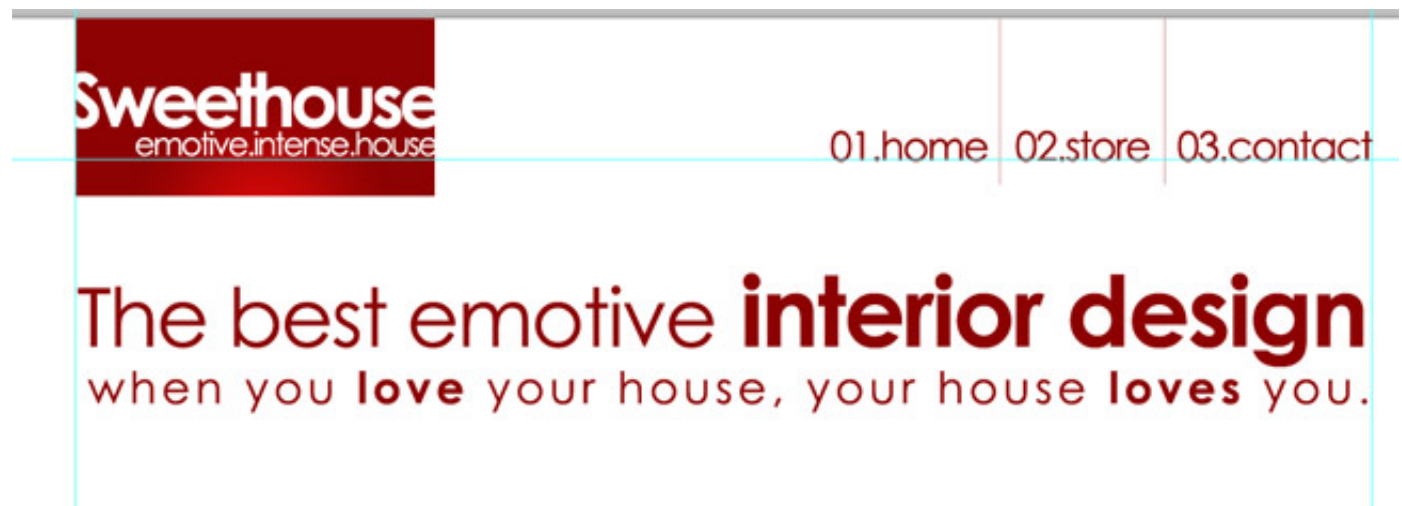 Sweethouse
emotive.intense.house
01.home 02.store 03.contact
The best emotive interior design
when you love your house, your house loves you.